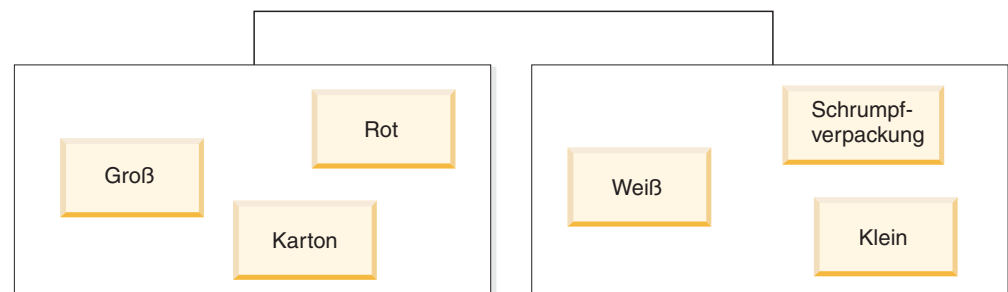 Rot
Groß
Karton
Schrumpf-
verpackung
Weiß
Klein